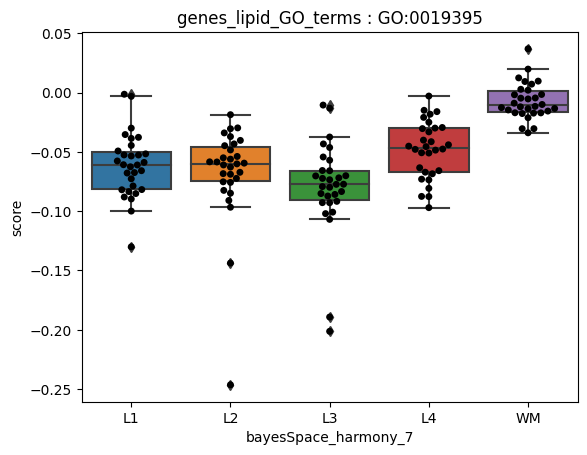 genes_lipid_GO_terms : GO:0019395
0.05
0.00
−0.05
−0.10
−0.15
−0.20
−0.25
score
L1 L2 L3 L4 WM
bayesSpace_harmony_7